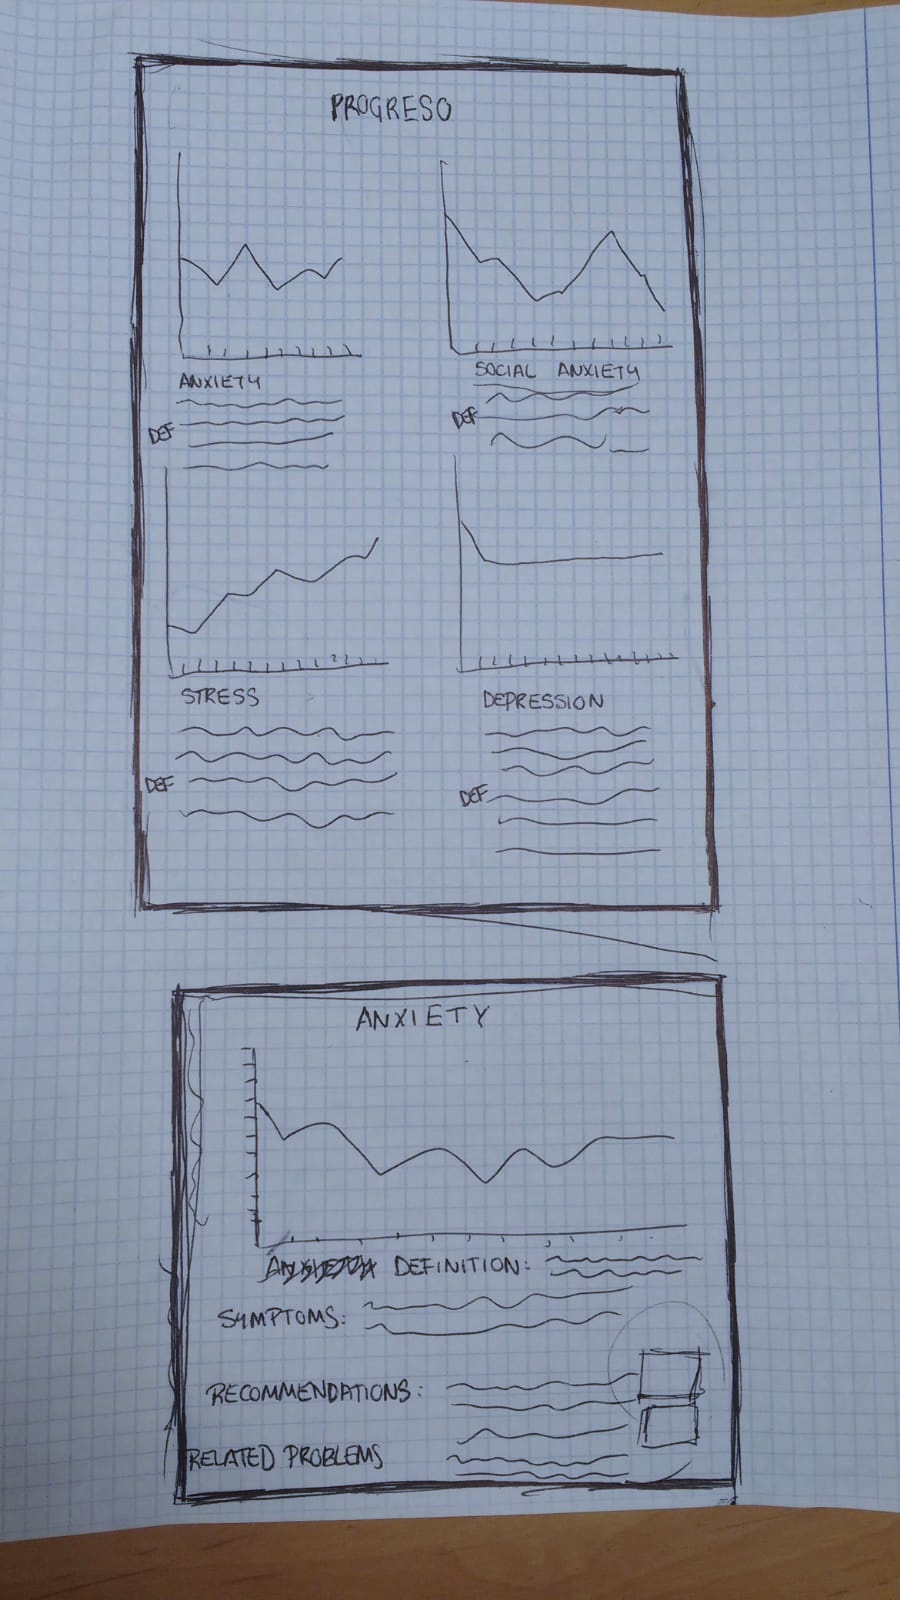 PROGRESO
ANXIETY
DEF
SOCIAL ANXIETY
DEF
STRESS
DEF
DEPRESSION
DEF
ANXIETY
DEFINITION:
SYMPTOMS:
RECOMMENDATIONS:
RELATED PROBLEMS